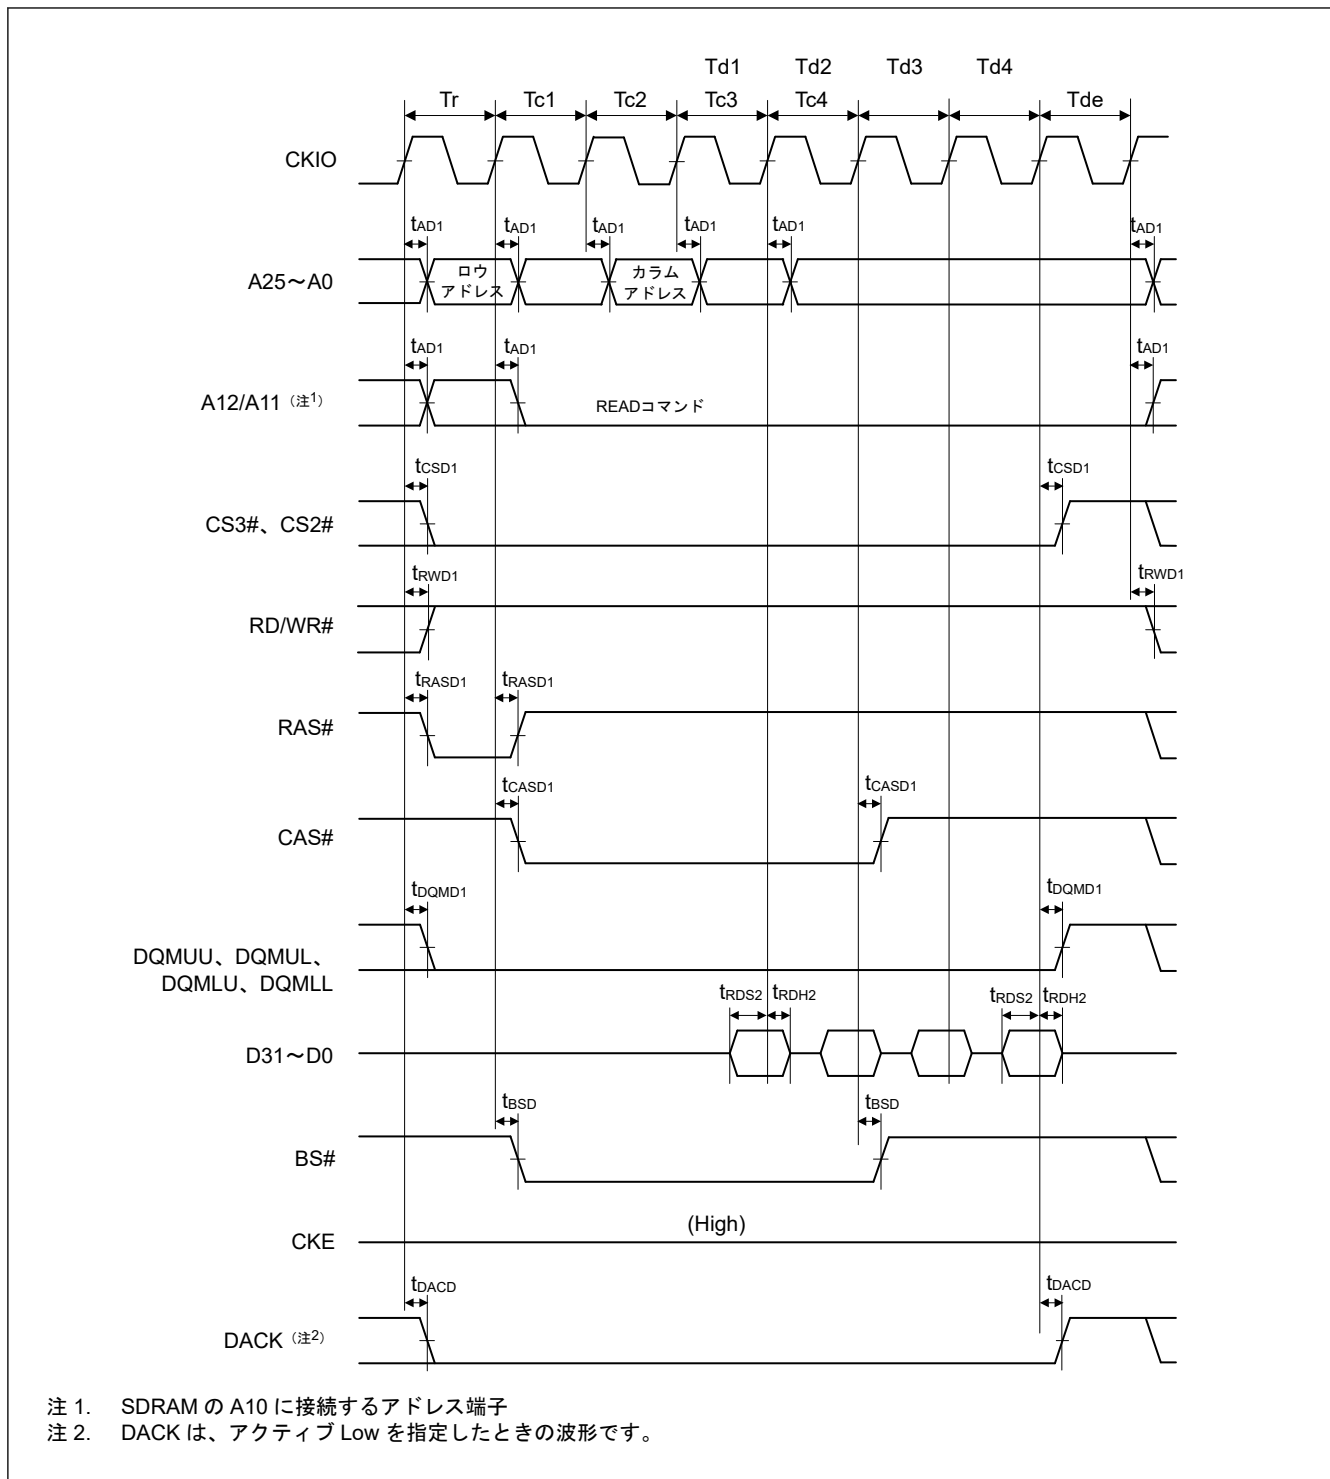 Td1 Td2 Td3 Td4
Tr Tc1 Tc2 Tc3 Tc4 Tde
CKIO
tAD1 tAD1 tAD1 tAD1 tAD1 tAD1
A25～A0
ロウ
アドレス
カラム
アドレス
tAD1 tAD1 tAD1
A12/A11（注1）
READコマンド
tCSD1 tCSD1
CS3#、CS2#
tRWD1 tRWD1
RD/WR#
tRASD1 tRASD1
RAS#
tCASD1 tCASD1
CAS#
tDQMD1 tDQMD1
DQMUU、DQMUL、
DQMLU、DQMLL
tRDS2 tRDH2 tRDS2 tRDH2
D31～D0
tBSD tBSD
BS#
(High)
CKE
tDACD tDACD
DACK（注2）
注 1. SDRAM の A10 に接続するアドレス端子
注 2. DACK は、アクティブ Low を指定したときの波形です。